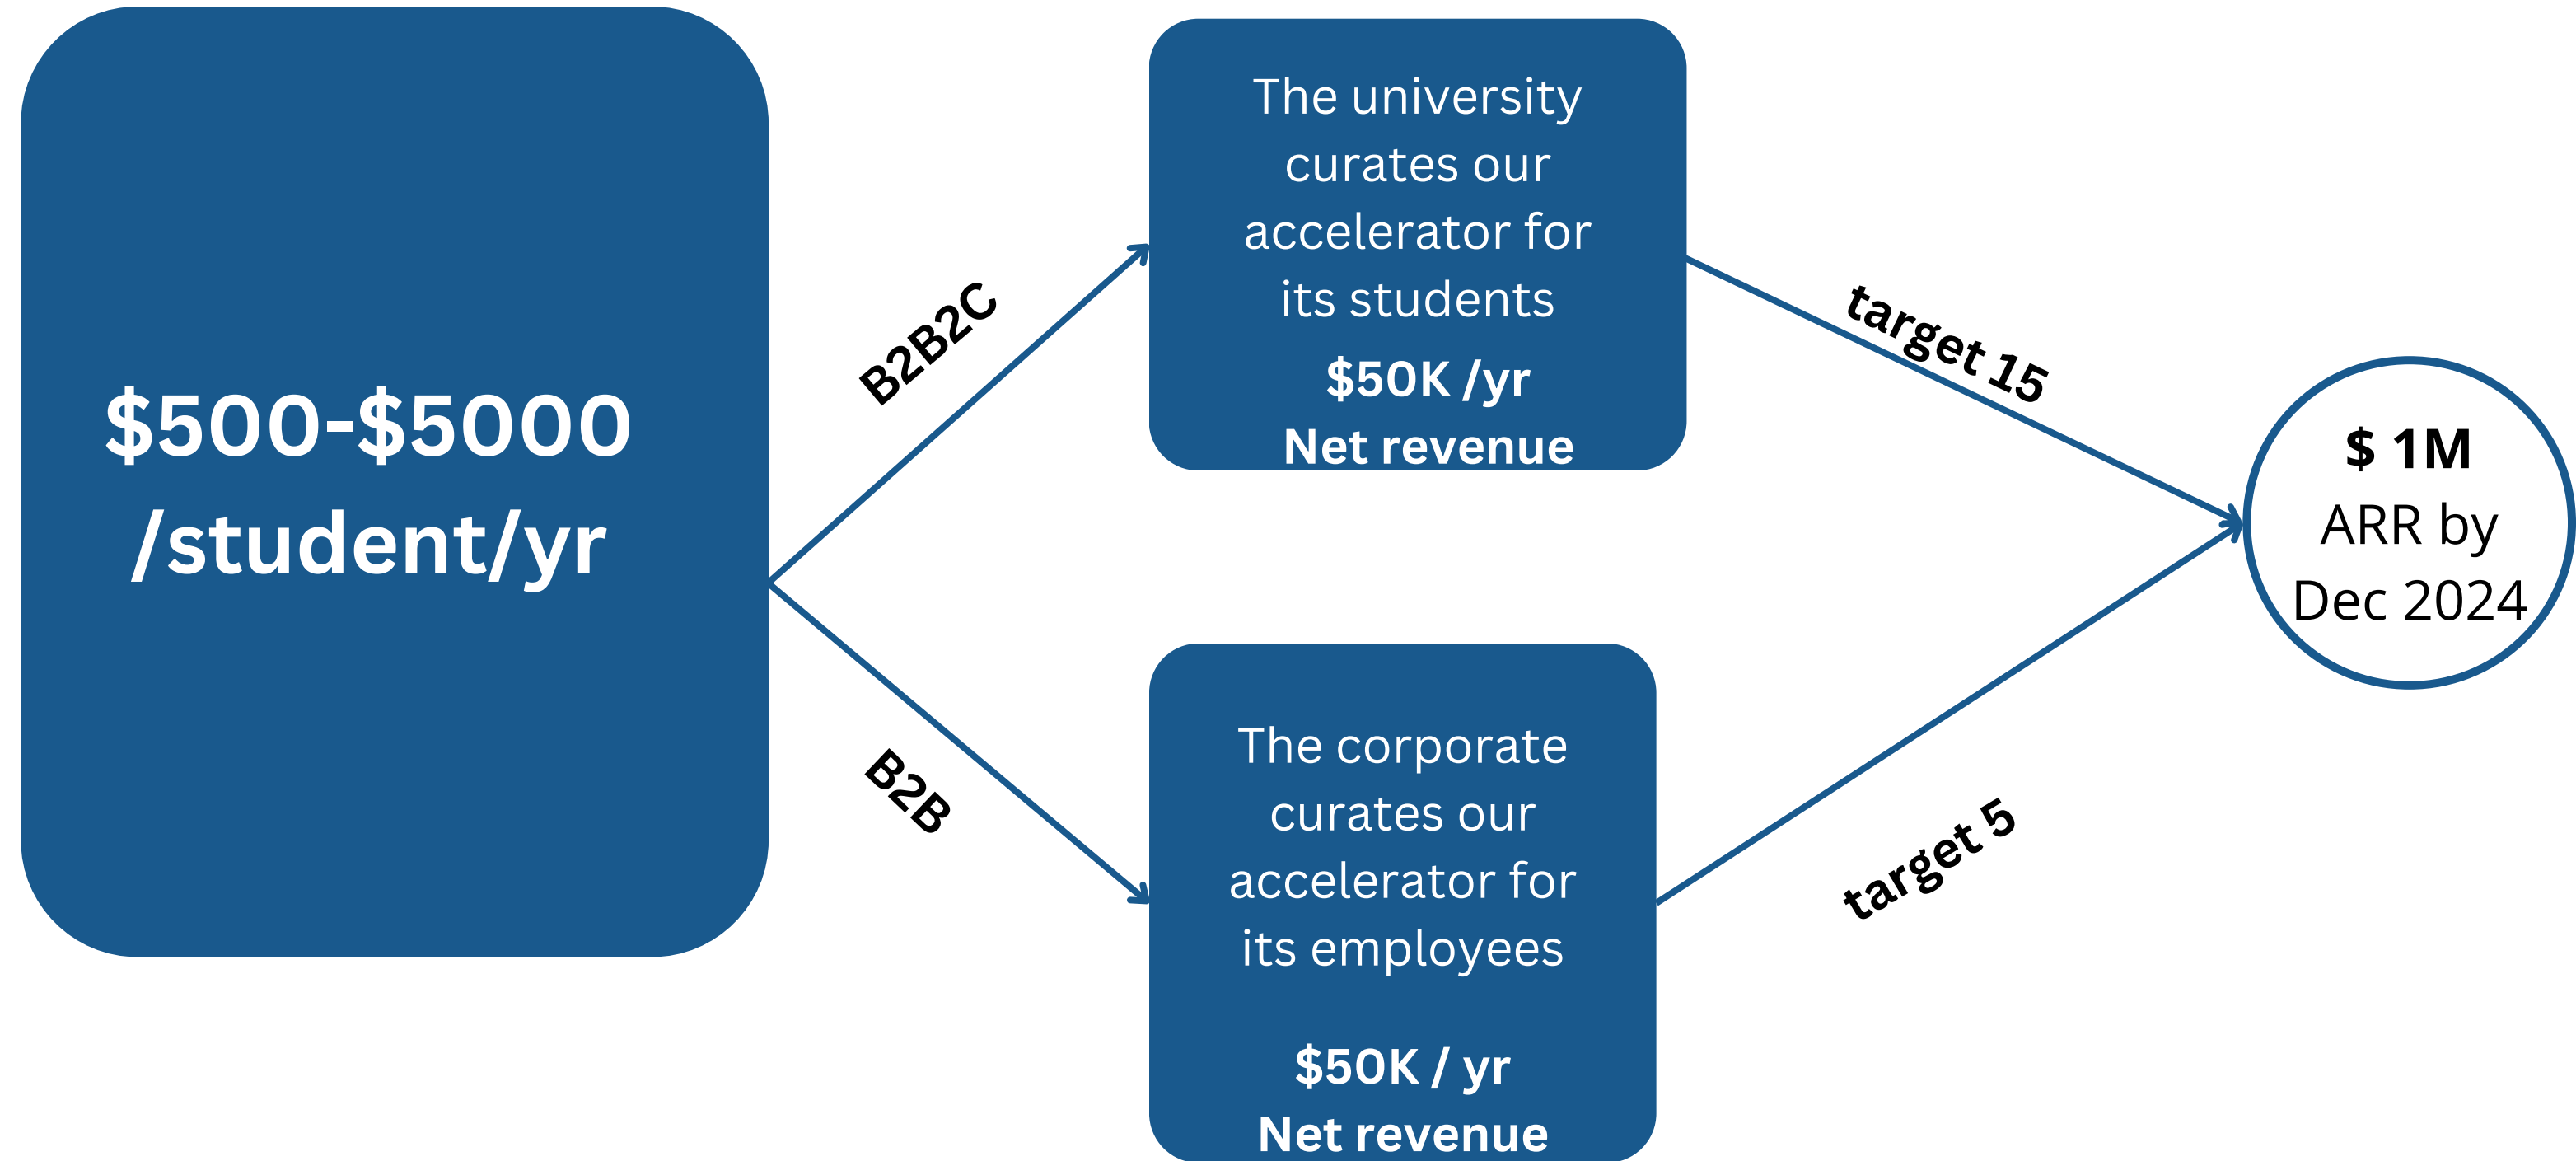 $500-$5000
/student/yr
B2B2C
The university
curates our
accelerator for
its students
$50K /yr
Net revenue
target 15
B2B
The corporate
curates our
accelerator for
its employees
$50K / yr
Net revenue
target 5
$ 1M
ARR by
Dec 2024